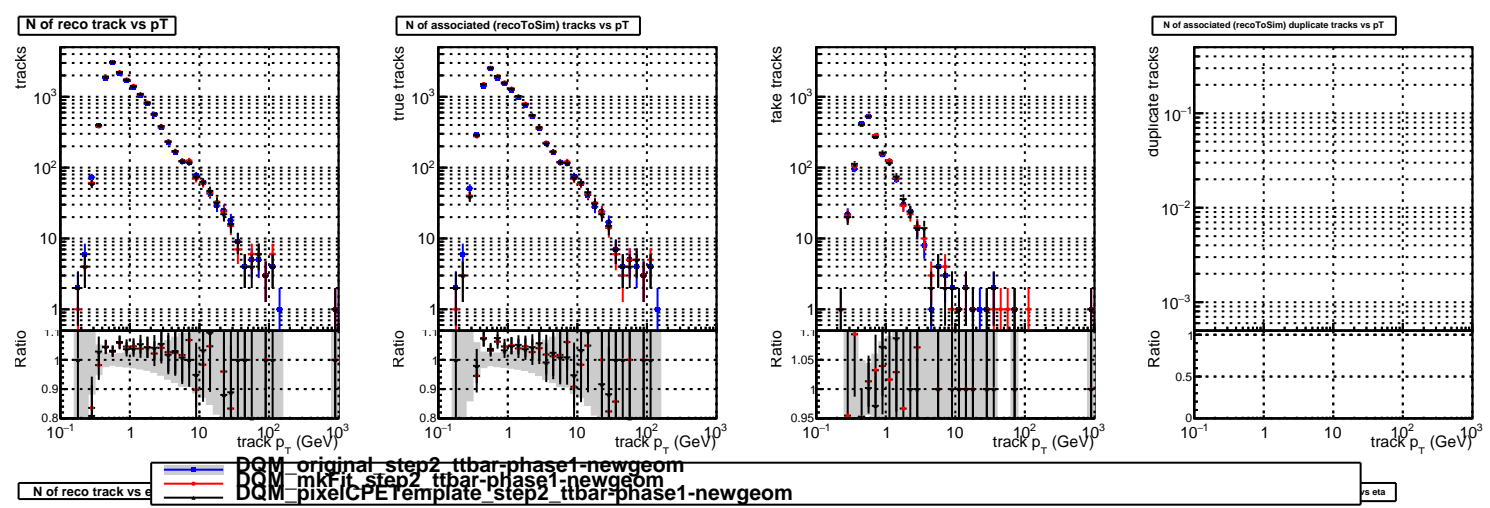 N of reco track vs pT
N of associated (recoToSim) tracks vs pT
N of associated (recoToSim) duplicate tracks vs pT
tracks
10³
10²
10
1
Ratio
1.1
1
0.9
0.8
10⁻¹ 1 10 10² 10³
track p_T (GeV)
true tracks
10³
10²
10
1
Ratio
1.1
1
0.9
0.8
10⁻¹ 1 10 10² 10³
track p_T (GeV)
fake tracks
10³
10²
10
1
Ratio
1.1
1.05
1
0.95
10⁻¹ 1 10 10² 10³
track p_T (GeV)
duplicate tracks
10⁻¹
10⁻²
10⁻³
Ratio
1
0.5
0
10⁻¹ 1 10 10² 10³
track p_T (GeV)
DQM_original_step2_ttbar-phase1-newgeom
DQM_mkFit_step2_ttbar-phase1-newgeom
DQM_pixelCPETemplate_step2_ttbar-phase1-newgeom
N of reco track vs e
vs eta